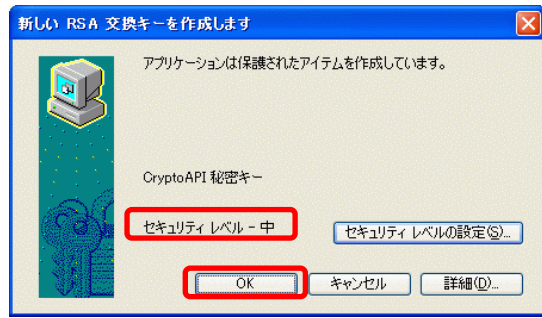 新しい RSA 交換キーを作成します
アプリケーションは保護されたアイテムを作成しています。
CryptoAPI 秘密キー
セキュリティ レベル - 中
セキュリティ レベルの設定(S)...
OK
キャンセル
詳細(D)...